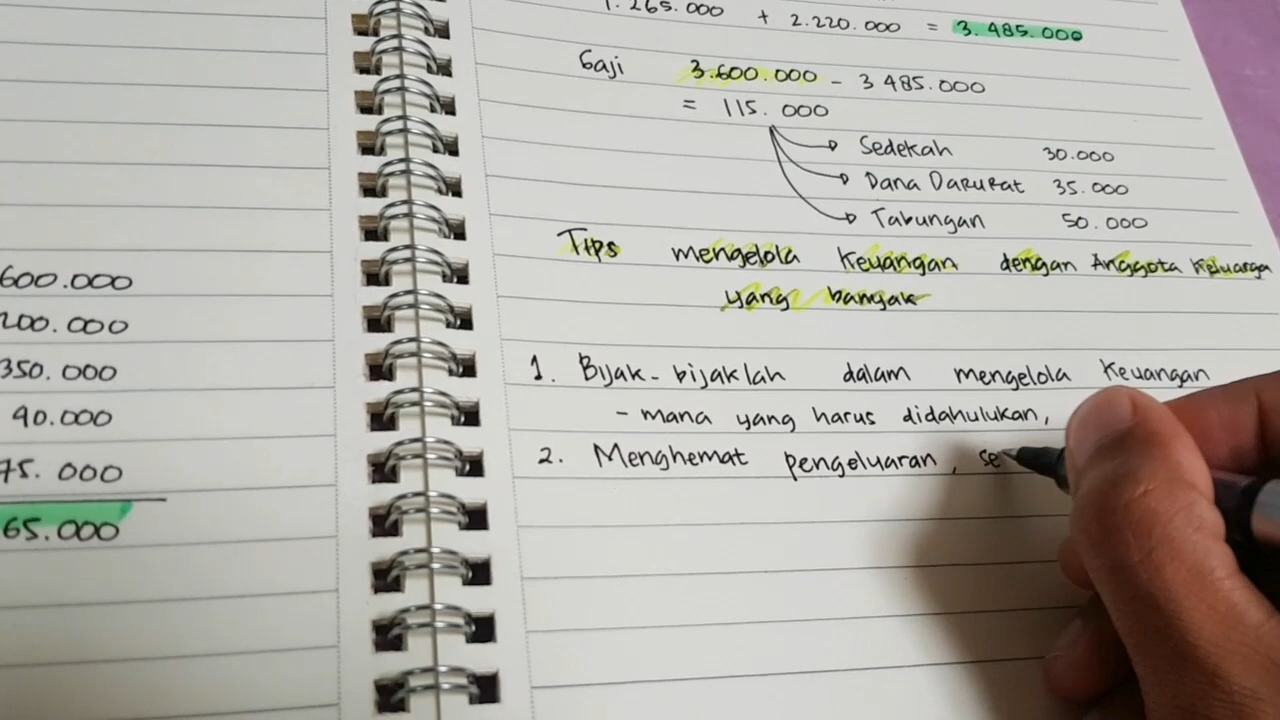 600.000
200.000
350.000
40.000
75.000
65.000
1.265.000 + 2.220.000 = 3.485.000
Gaji 3.600.000 - 3 485.000
= 115.000
Sedekah 30.000
Dana Darurat 35.000
Tabungan 50.000
Tips mengelola keuangan dengan Anggota Keluarga
yang banyak
1. Bijak-bijaklah dalam mengelola keuangan
- mana yang harus didahulukan,
2. Menghemat pengeluaran, se